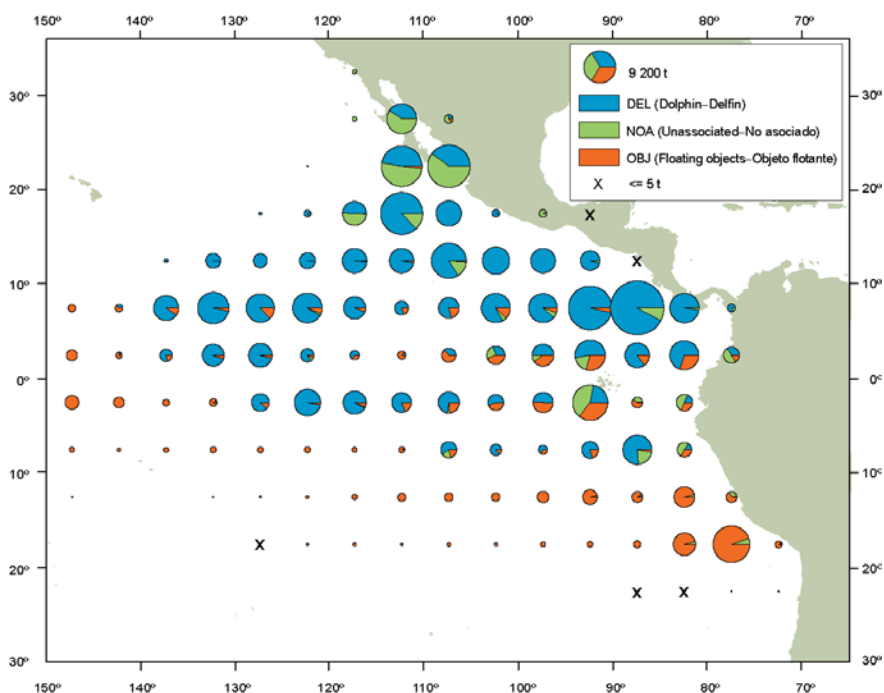 150º 140º 130º 120º 110º 100º 90º 80º 70º
9 200 t
DEL (Dolphin–Delfín)
NOA (Unassociated–No asociado)
OBJ (Floating objects–Objeto flotante)
X <= 5 t
30º 30º
20º X 20º
X
10º 10º
0º 0º
10º 10º
X
20º 20º
X X
30º 30º
150º 140º 130º 120º 110º 100º 90º 80º 70º